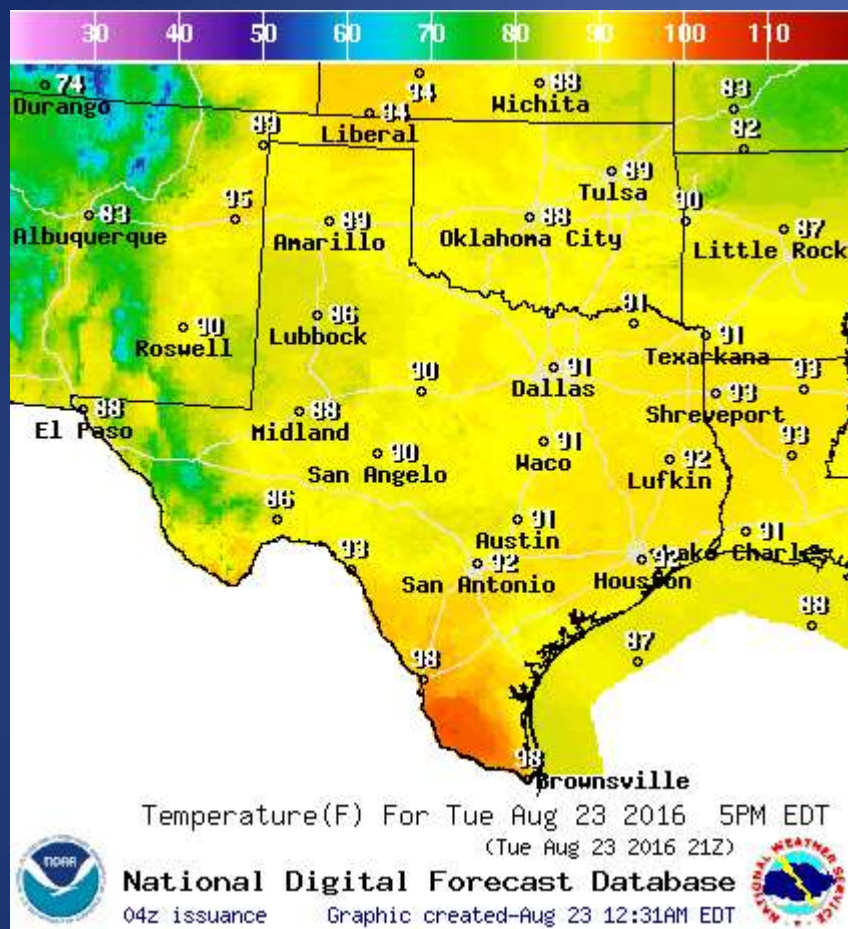 30 40 50 60 70 80 90 100 110
74 94 88 83
Durango Wichita
94 82
Liberal
89
89
Tulsa
83 95 89 88 90 87
Albuquerque Amarillo Oklahoma City Little Rock
86 91
90 Lubbock 91
Roswell Texarkana
90 91 93
Dallas 93
88 88 Shreveport
El Paso Midland
90 91 92 93
San Angelo Waco Lufkin
86 91 91
Austin
93 92 92 Lake Charles
San Antonio Houston
88
98 87
98
Brownsville
Temperature(F) For Tue Aug 23 2016 5PM EDT
(Tue Aug 23 2016 21Z)
National Digital Forecast Database
04z issuance Graphic created-Aug 23 12:31AM EDT
NOAA
NATIONAL WEATHER SERVICE